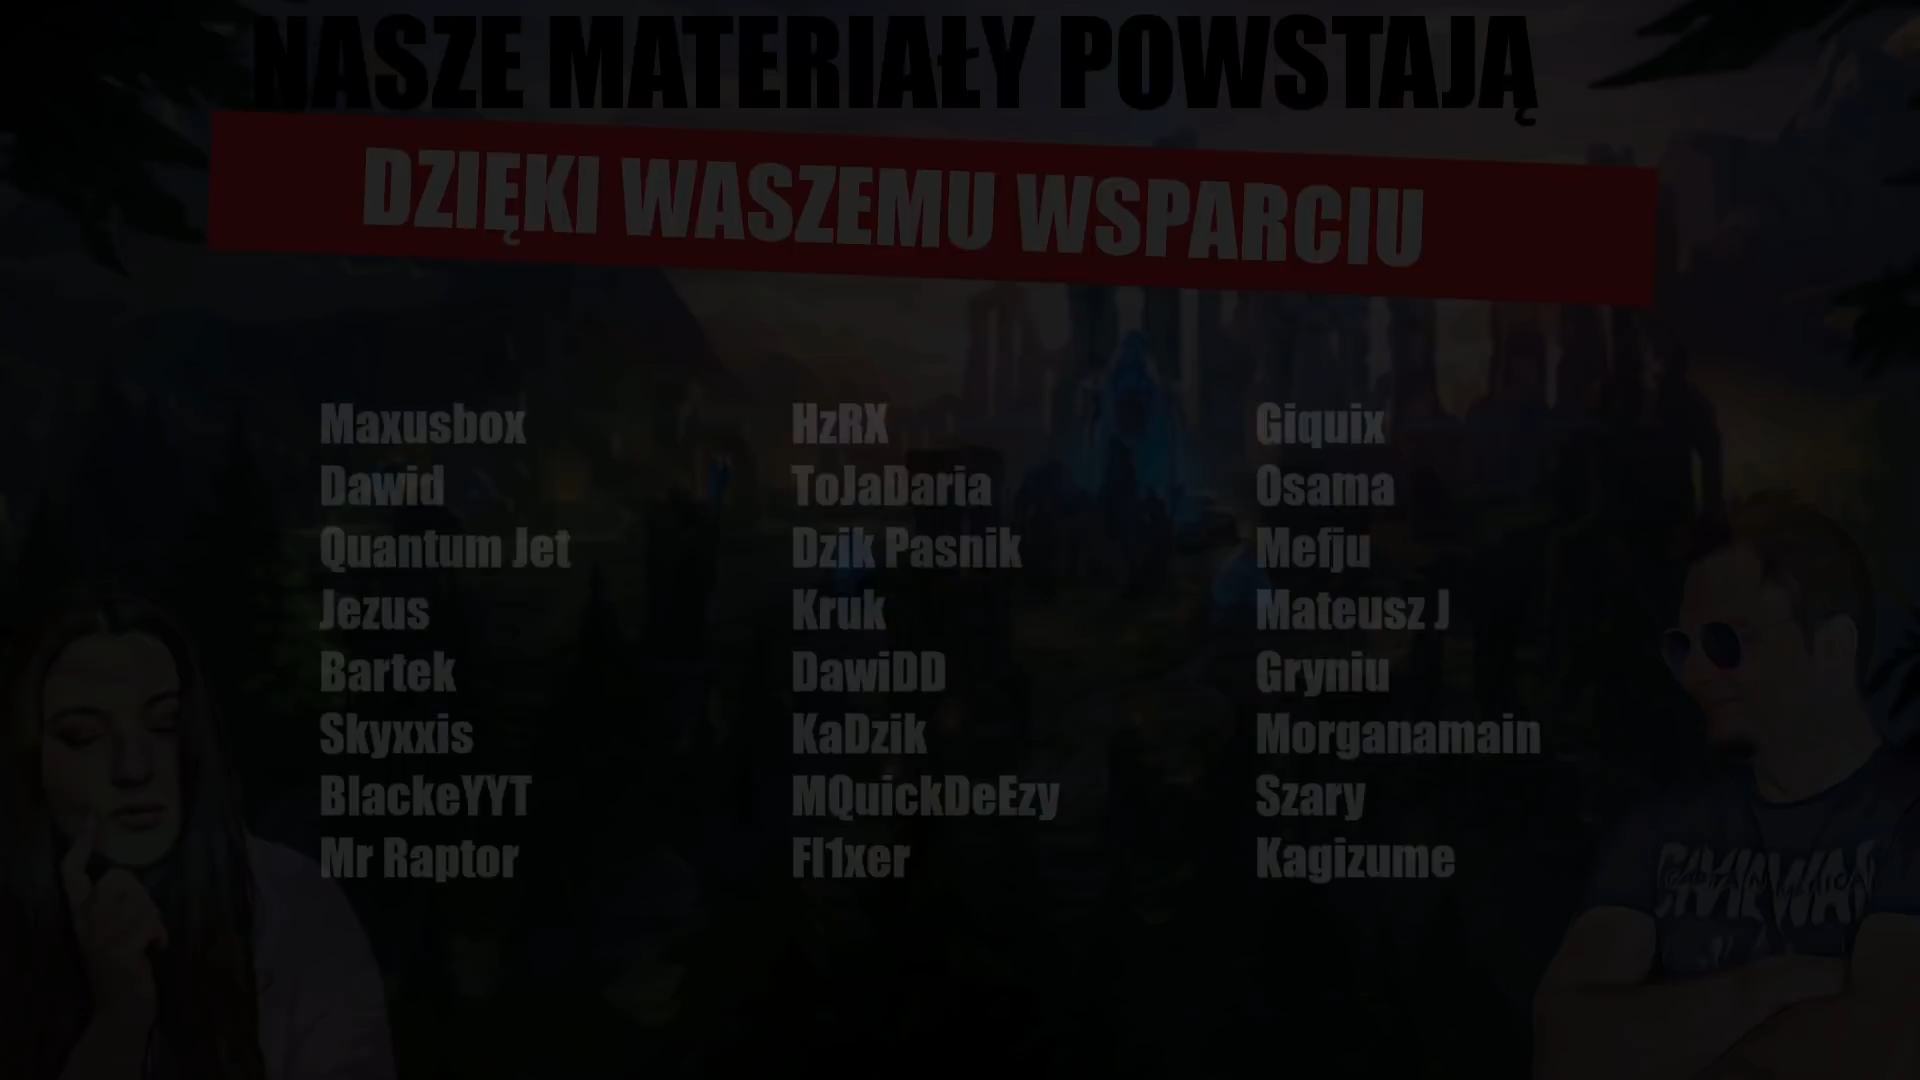 NASZE MATERIAŁY POWSTAJĄ
DZIĘKI WASZEMU WSPARCIU
Maxusbox
Dawid
Quantum Jet
Jezus
Bartek
Skyxxis
BlackeYYT
Mr Raptor
HzRX
ToJaDaria
Dzik Pasnik
Kruk
DawiDD
KaDzik
MQuickDeEzy
Fl1xer
Giquix
Osama
Mefju
Mateusz J
Gryniu
Morganamain
Szary
Kagizume